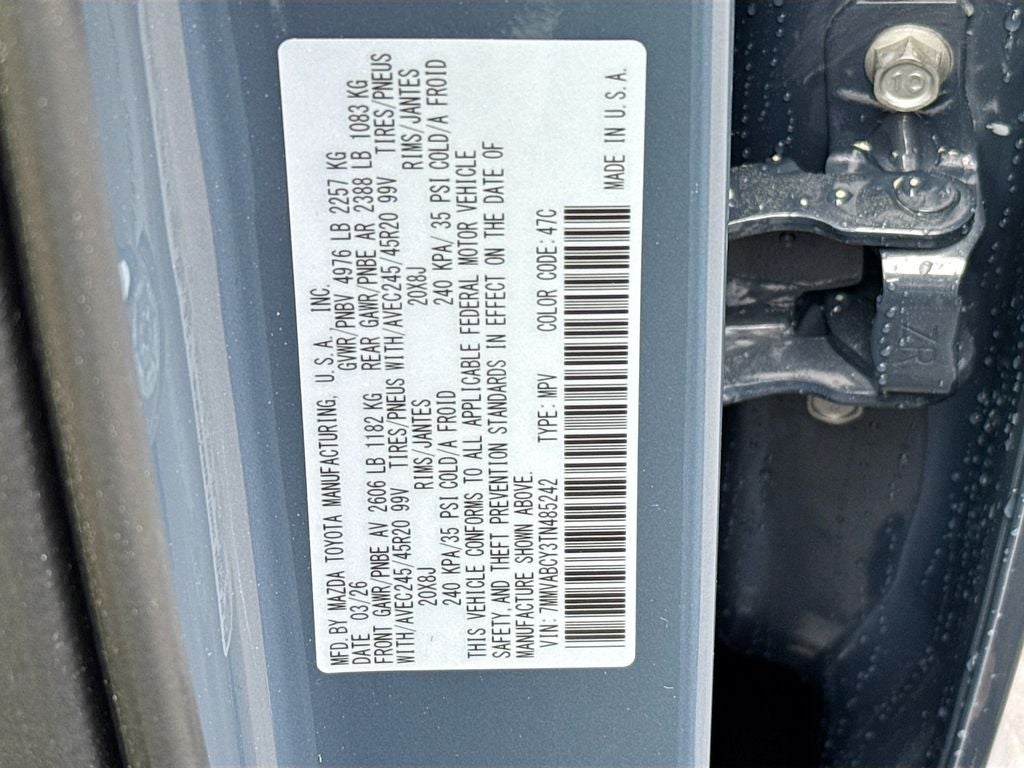 MFD. BY MAZDA TOYOTA MANUFACTURING, U.S.A., INC.
DATE 03/26 GVWR/PNBV 4976 LB 2257 KG
FRONT GAWR/PNBE AV 2606 LB 1182 KG REAR GAWR/PNBE AR 2388 LB 1083 KG
WITH/AVEC245/45R20 99V TIRES/PNEUS WITH/AVEC245/45R20 99V TIRES/PNEUS
20X8J RIMS/JANTES 20X8J RIMS/JANTES
240 KPA/35 PSI COLD/A FROID 240 KPA/35 PSI COLD/A FROID
THIS VEHICLE CONFORMS TO ALL APPLICABLE FEDERAL MOTOR VEHICLE
SAFETY, AND THEFT PREVENTION STANDARDS IN EFFECT ON THE DATE OF
MANUFACTURE SHOWN ABOVE.
VIN: 7MMVABCY3TN485242 TYPE: MPV COLOR CODE: 47C
MADE IN U.S.A.
10